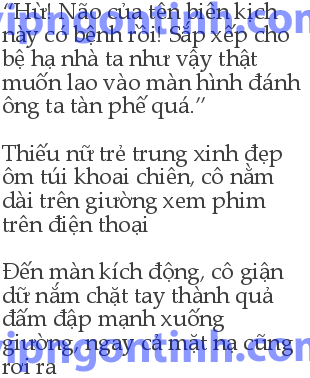 “Hừ! Não của tên biên kịch
này có bệnh rồi! Sắp xếp cho
bệ hạ nhà ta như vậy thật
muốn lao vào màn hình đánh
ông ta tàn phế quá.”
Thiếu nữ trẻ trung xinh đẹp
ôm túi khoai chiên, cô nằm
dài trên giường xem phim
trên điện thoại
Đến màn kích động, cô giận
dữ nắm chặt tay thành quả
đấm đập mạnh xuống
giường, ngay cả mặt nạ cũng
rơi ra
vipngontinh.com